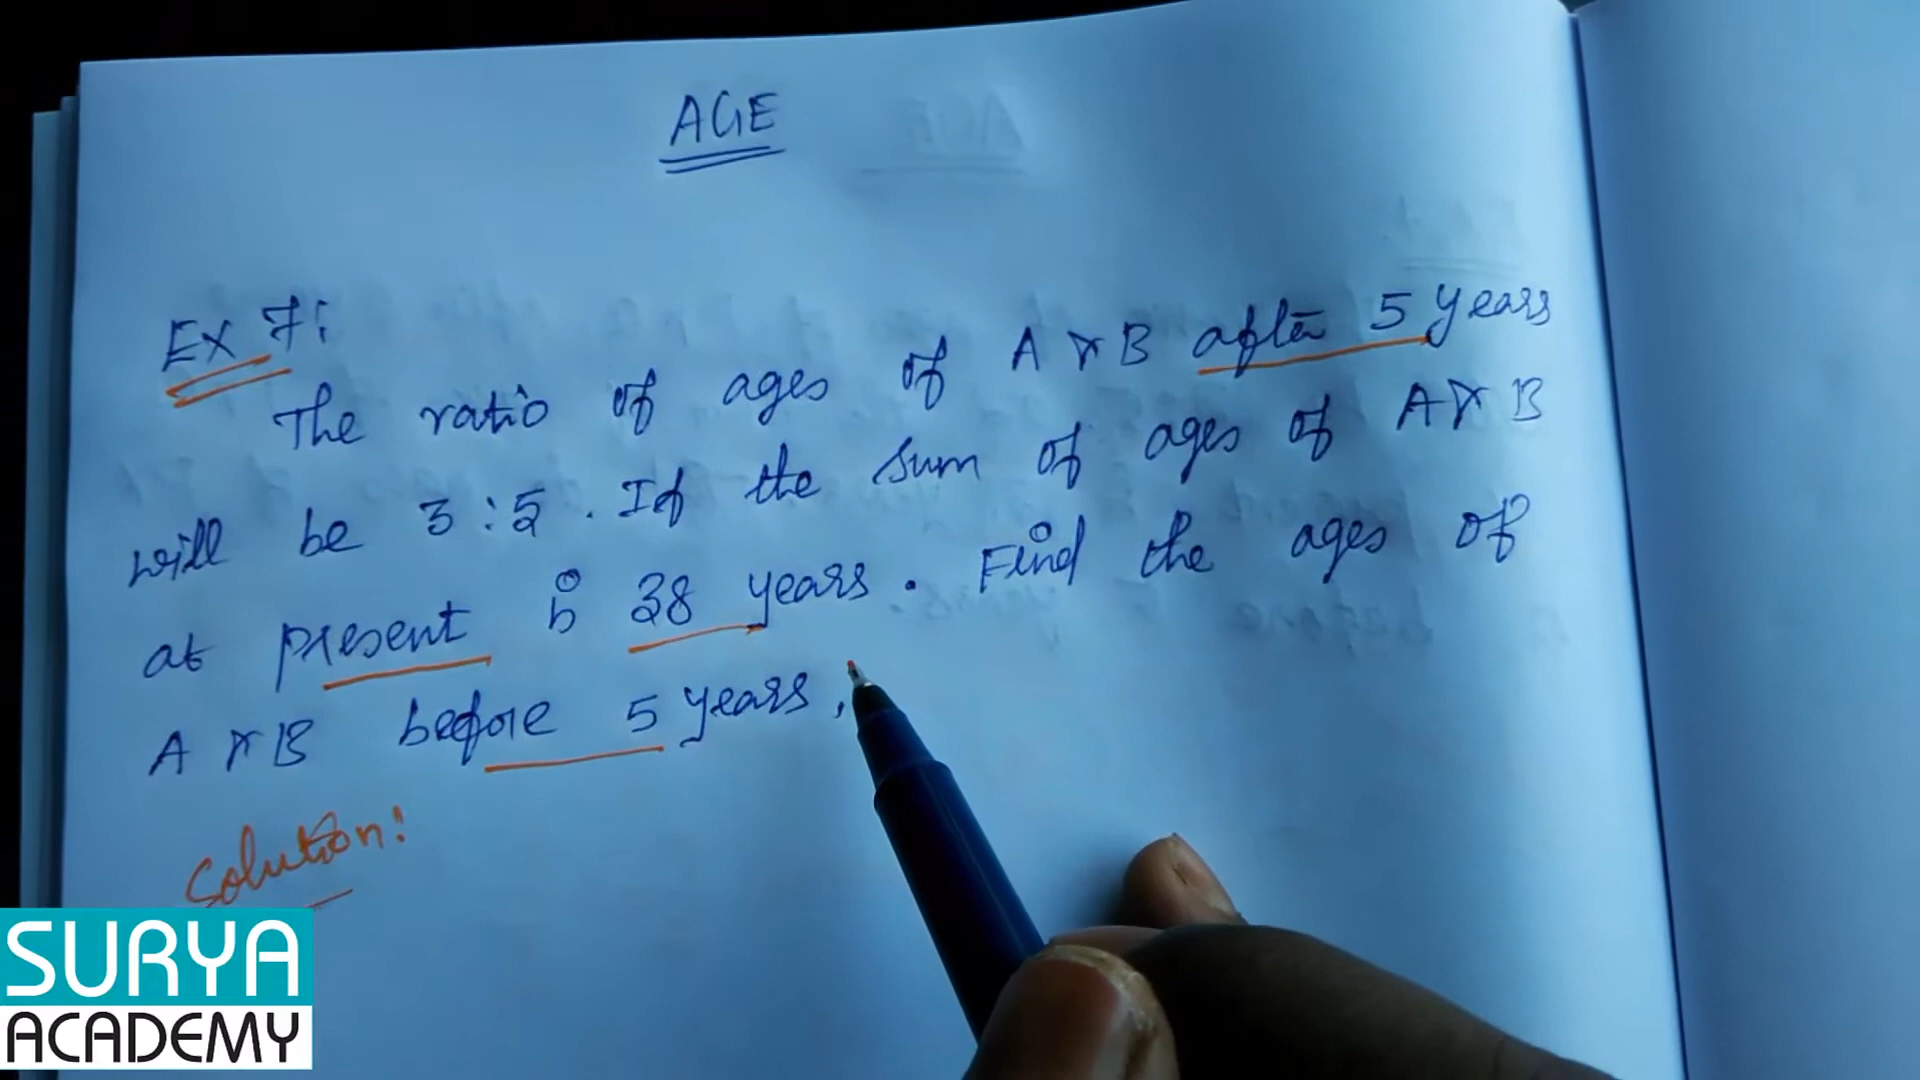 AGE
Ex 7:
The ratio of ages of A & B after 5 years
will be 3:5. If the sum of ages of A & B
at present is 38 years. Find the ages of
A & B before 5 years.
Solution:
SURYA
ACADEMY